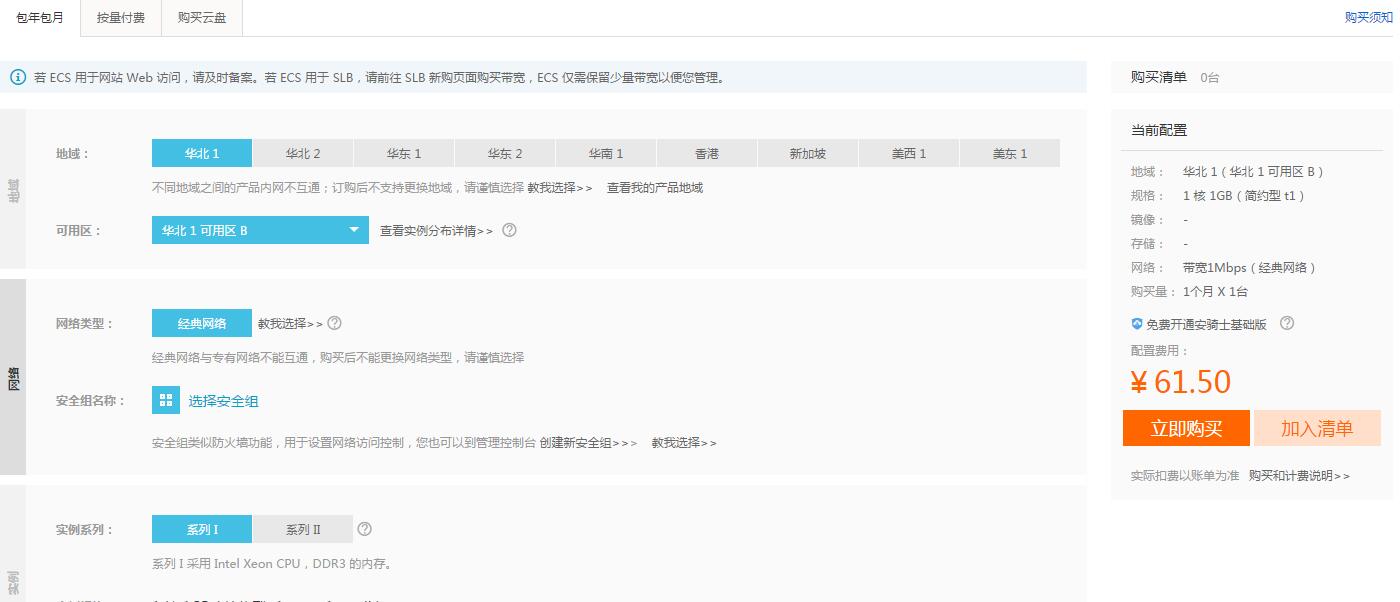 包年包月 按量付费 购买云盘 购买须知
若 ECS 用于网站 Web 访问，请及时备案。若 ECS 用于 SLB，请前往 SLB 新购页面购买带宽，ECS 仅需保留少量带宽以便您管理。
地域
地域： 华北 1 华北 2 华东 1 华东 2 华南 1 香港 新加坡 美西 1 美东 1
不同地域之间的产品内网不互通；订购后不支持更换地域，请谨慎选择 教我选择>> 查看我的产品地域
可用区： 华北 1 可用区 B 查看实例分布详情>>
网络
网络类型： 经典网络 教我选择>>
经典网络与专有网络不能互通，购买后不能更换网络类型，请谨慎选择
安全组名称： 选择安全组
安全组类似防火墙功能，用于设置网络访问控制，您也可以到管理控制台 创建新安全组>>> 教我选择>>
实例系列： 系列 I 系列 II
系列 I 采用 Intel Xeon CPU，DDR3 的内存。
购买清单 0台
当前配置
地域： 华北 1（华北 1 可用区 B）
规格： 1 核 1GB（简约型 t1）
镜像： -
存储： -
网络： 带宽1Mbps（经典网络）
购买量： 1个月 X 1台
免费开通安骑士基础版
配置费用：
¥ 61.50
立即购买 加入清单
实际扣费以账单为准 购买和计费说明>>